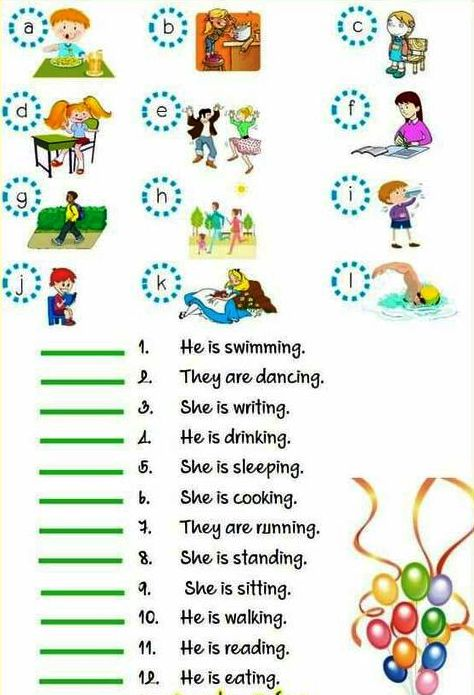 a
b
c
d
e
f
g
h
i
j
k
l
1. He is swimming.
2. They are dancing.
3. She is writing.
4. He is drinking.
5. She is sleeping.
6. She is cooking.
7. They are running.
8. She is standing.
9. She is sitting.
10. He is walking.
11. He is reading.
12. He is eating.